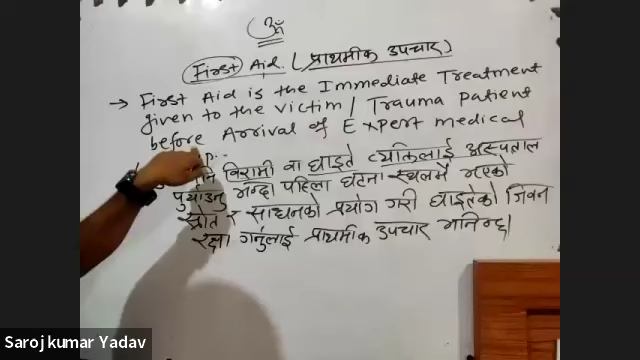 ॐ
First Aid. (प्राथमीक उपचार)
→ First Aid is the Immediate Treatment
given to the victim / Trauma patient
before Arrival of Expert medical
बिरामी वा घाइते व्यक्तिलाई अस्पताल
पुर्याउनु भन्दा पहिला घटना स्थलमै भएको
स्रोत र साधनको प्रयोग गरी घाइतेको जिवन
रक्षा गर्नुलाई प्राथमीक उपचार भनिन्छ।
Saroj kumar Yadav